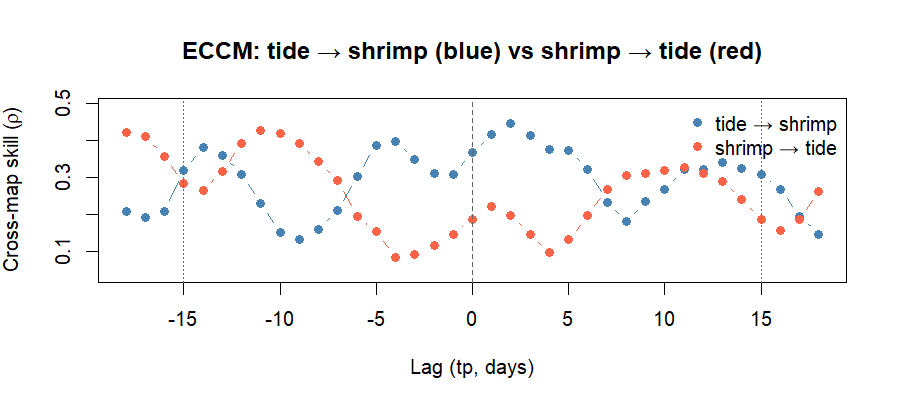 ECCM: tide → shrimp (blue) vs shrimp → tide (red)
Cross-map skill (ρ)
0.5
0.3
0.1
tide → shrimp
shrimp → tide
-15 -10 -5 0 5 10 15
Lag (tp, days)